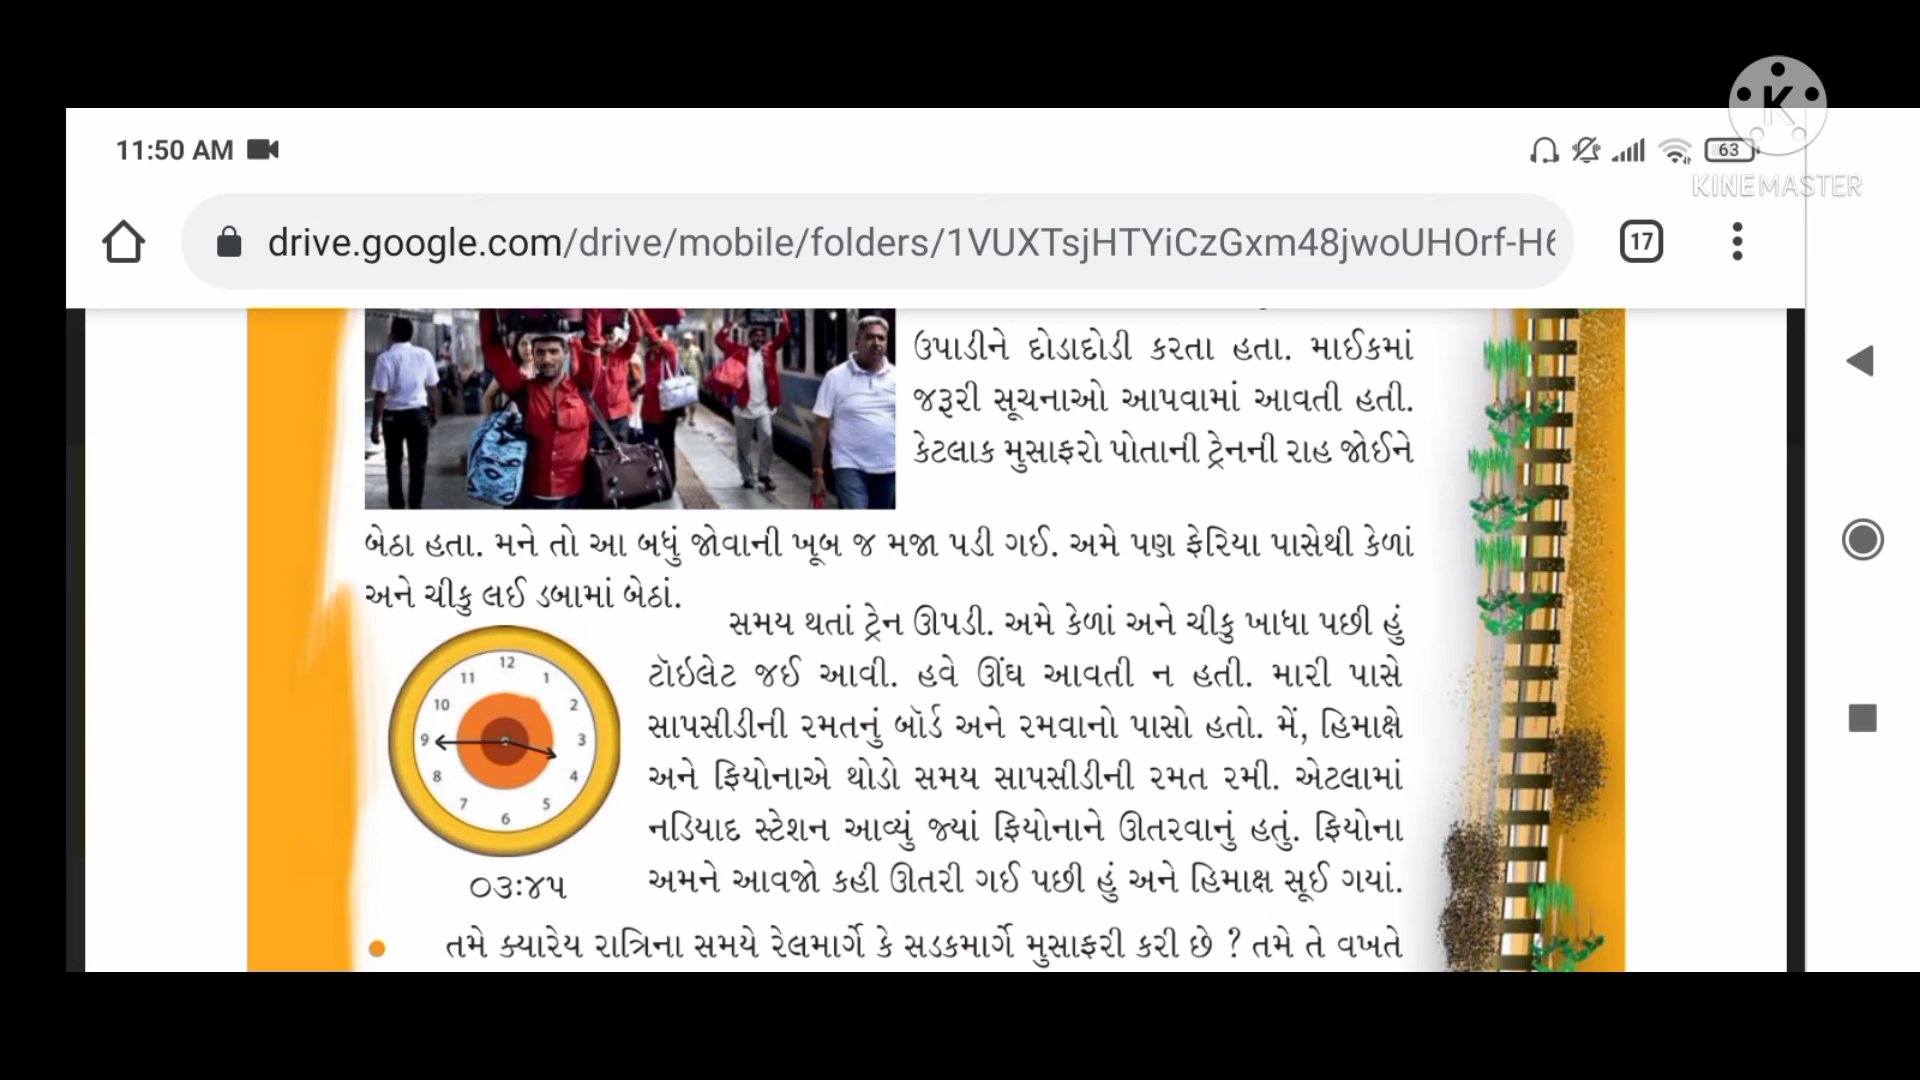 11:50 AM
63
KINEMASTER
drive.google.com/drive/mobile/folders/1VUXTsjHTYiCzGxm48jwoUHOrf-H6
17
ઉપાડીને દોડાદોડી કરતા હતા. માઈકમાં
જરૂરી સૂચનાઓ આપવામાં આવતી હતી.
કેટલાક મુસાફરો પોતાની ટ્રેનની રાહ જોઈને
બેઠા હતા. મને તો આ બધું જોવાની ખૂબ જ મજા પડી ગઈ. અમે પણ ફેરિયા પાસેથી કેળાં
અને ચીકુ લઈ ડબામાં બેઠાં.
સમય થતાં ટ્રેન ઊપડી. અમે કેળાં અને ચીકુ ખાધા પછી હું
ટૉઇલેટ જઈ આવી. હવે ઊંઘ આવતી ન હતી. મારી પાસે
સાપસીડીની રમતનું બૉર્ડ અને રમવાનો પાસો હતો. મેં, હિમાક્ષે
અને ફિયોનાએ થોડો સમય સાપસીડીની રમત રમી. એટલામાં
નડિયાદ સ્ટેશન આવ્યું જ્યાં ફિયોનાને ઊતરવાનું હતું. ફિયોના
અમને આવજો કહી ઊતરી ગઈ પછી હું અને હિમાક્ષ સૂઈ ગયાં.
12
1
2
3
4
5
6
7
8
9
10
11
૦૩:૪૫
તમે ક્યારેય રાત્રિના સમયે રેલમાર્ગે કે સડકમાર્ગે મુસાફરી કરી છે ? તમે તે વખતે